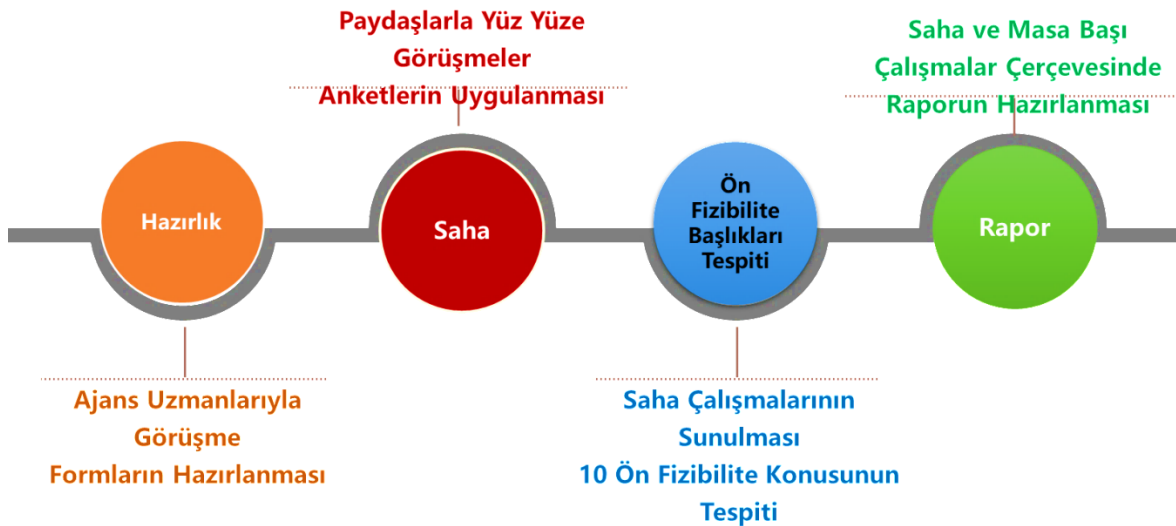 Paydaşlarla Yüz Yüze
Görüşmeler
Anketlerin Uygulanması
Saha ve Masa Başı
Çalışmalar Çerçevesinde
Raporun Hazırlanması
Hazırlık
Saha
Ön
Fizibilite
Başlıkları
Tespiti
Rapor
Ajans Uzmanlarıyla
Görüşme
Formların Hazırlanması
Saha Çalışmalarının
Sunulması
10 Ön Fizibilite Konusunun
Tespiti